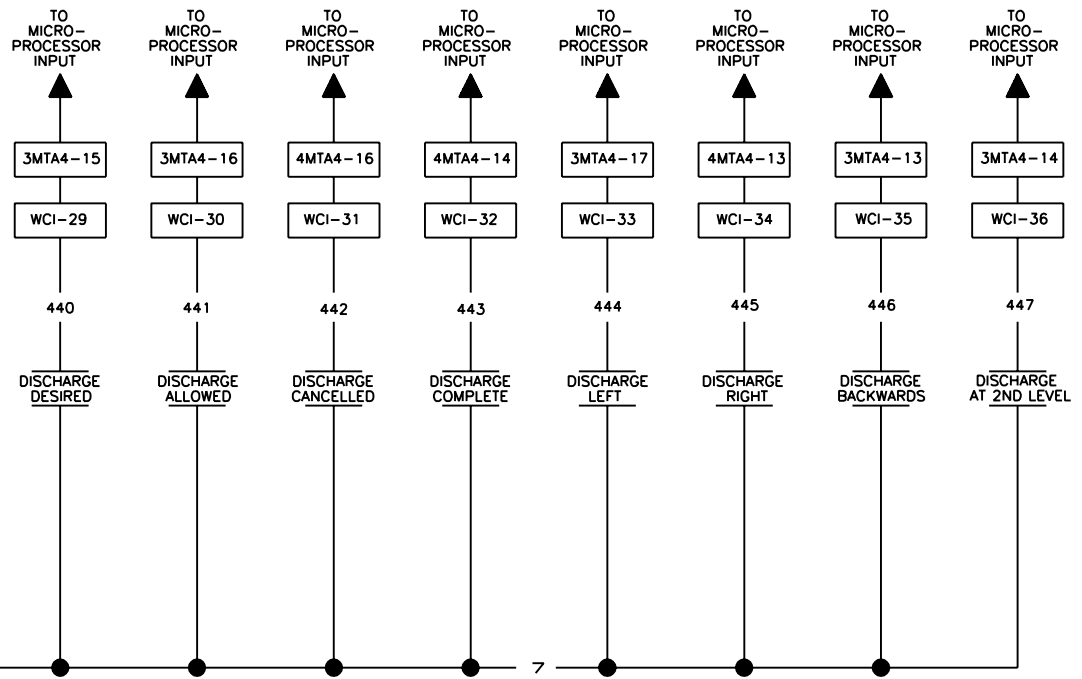 TO MICRO- PROCESSOR INPUT
TO MICRO- PROCESSOR INPUT
TO MICRO- PROCESSOR INPUT
TO MICRO- PROCESSOR INPUT
TO MICRO- PROCESSOR INPUT
TO MICRO- PROCESSOR INPUT
TO MICRO- PROCESSOR INPUT
TO MICRO- PROCESSOR INPUT
3MTA4-15
3MTA4-16
4MTA4-16
4MTA4-14
3MTA4-17
4MTA4-13
3MTA4-13
3MTA4-14
WCI-29
WCI-30
WCI-31
WCI-32
WCI-33
WCI-34
WCI-35
WCI-36
440
441
442
443
444
445
446
447
DISCHARGE
DESIRED
DISCHARGE
ALLOWED
DISCHARGE
CANCELLED
DISCHARGE
COMPLETE
DISCHARGE
LEFT
DISCHARGE
RIGHT
DISCHARGE
BACKWARDS
DISCHARGE
AT 2ND LEVEL
7